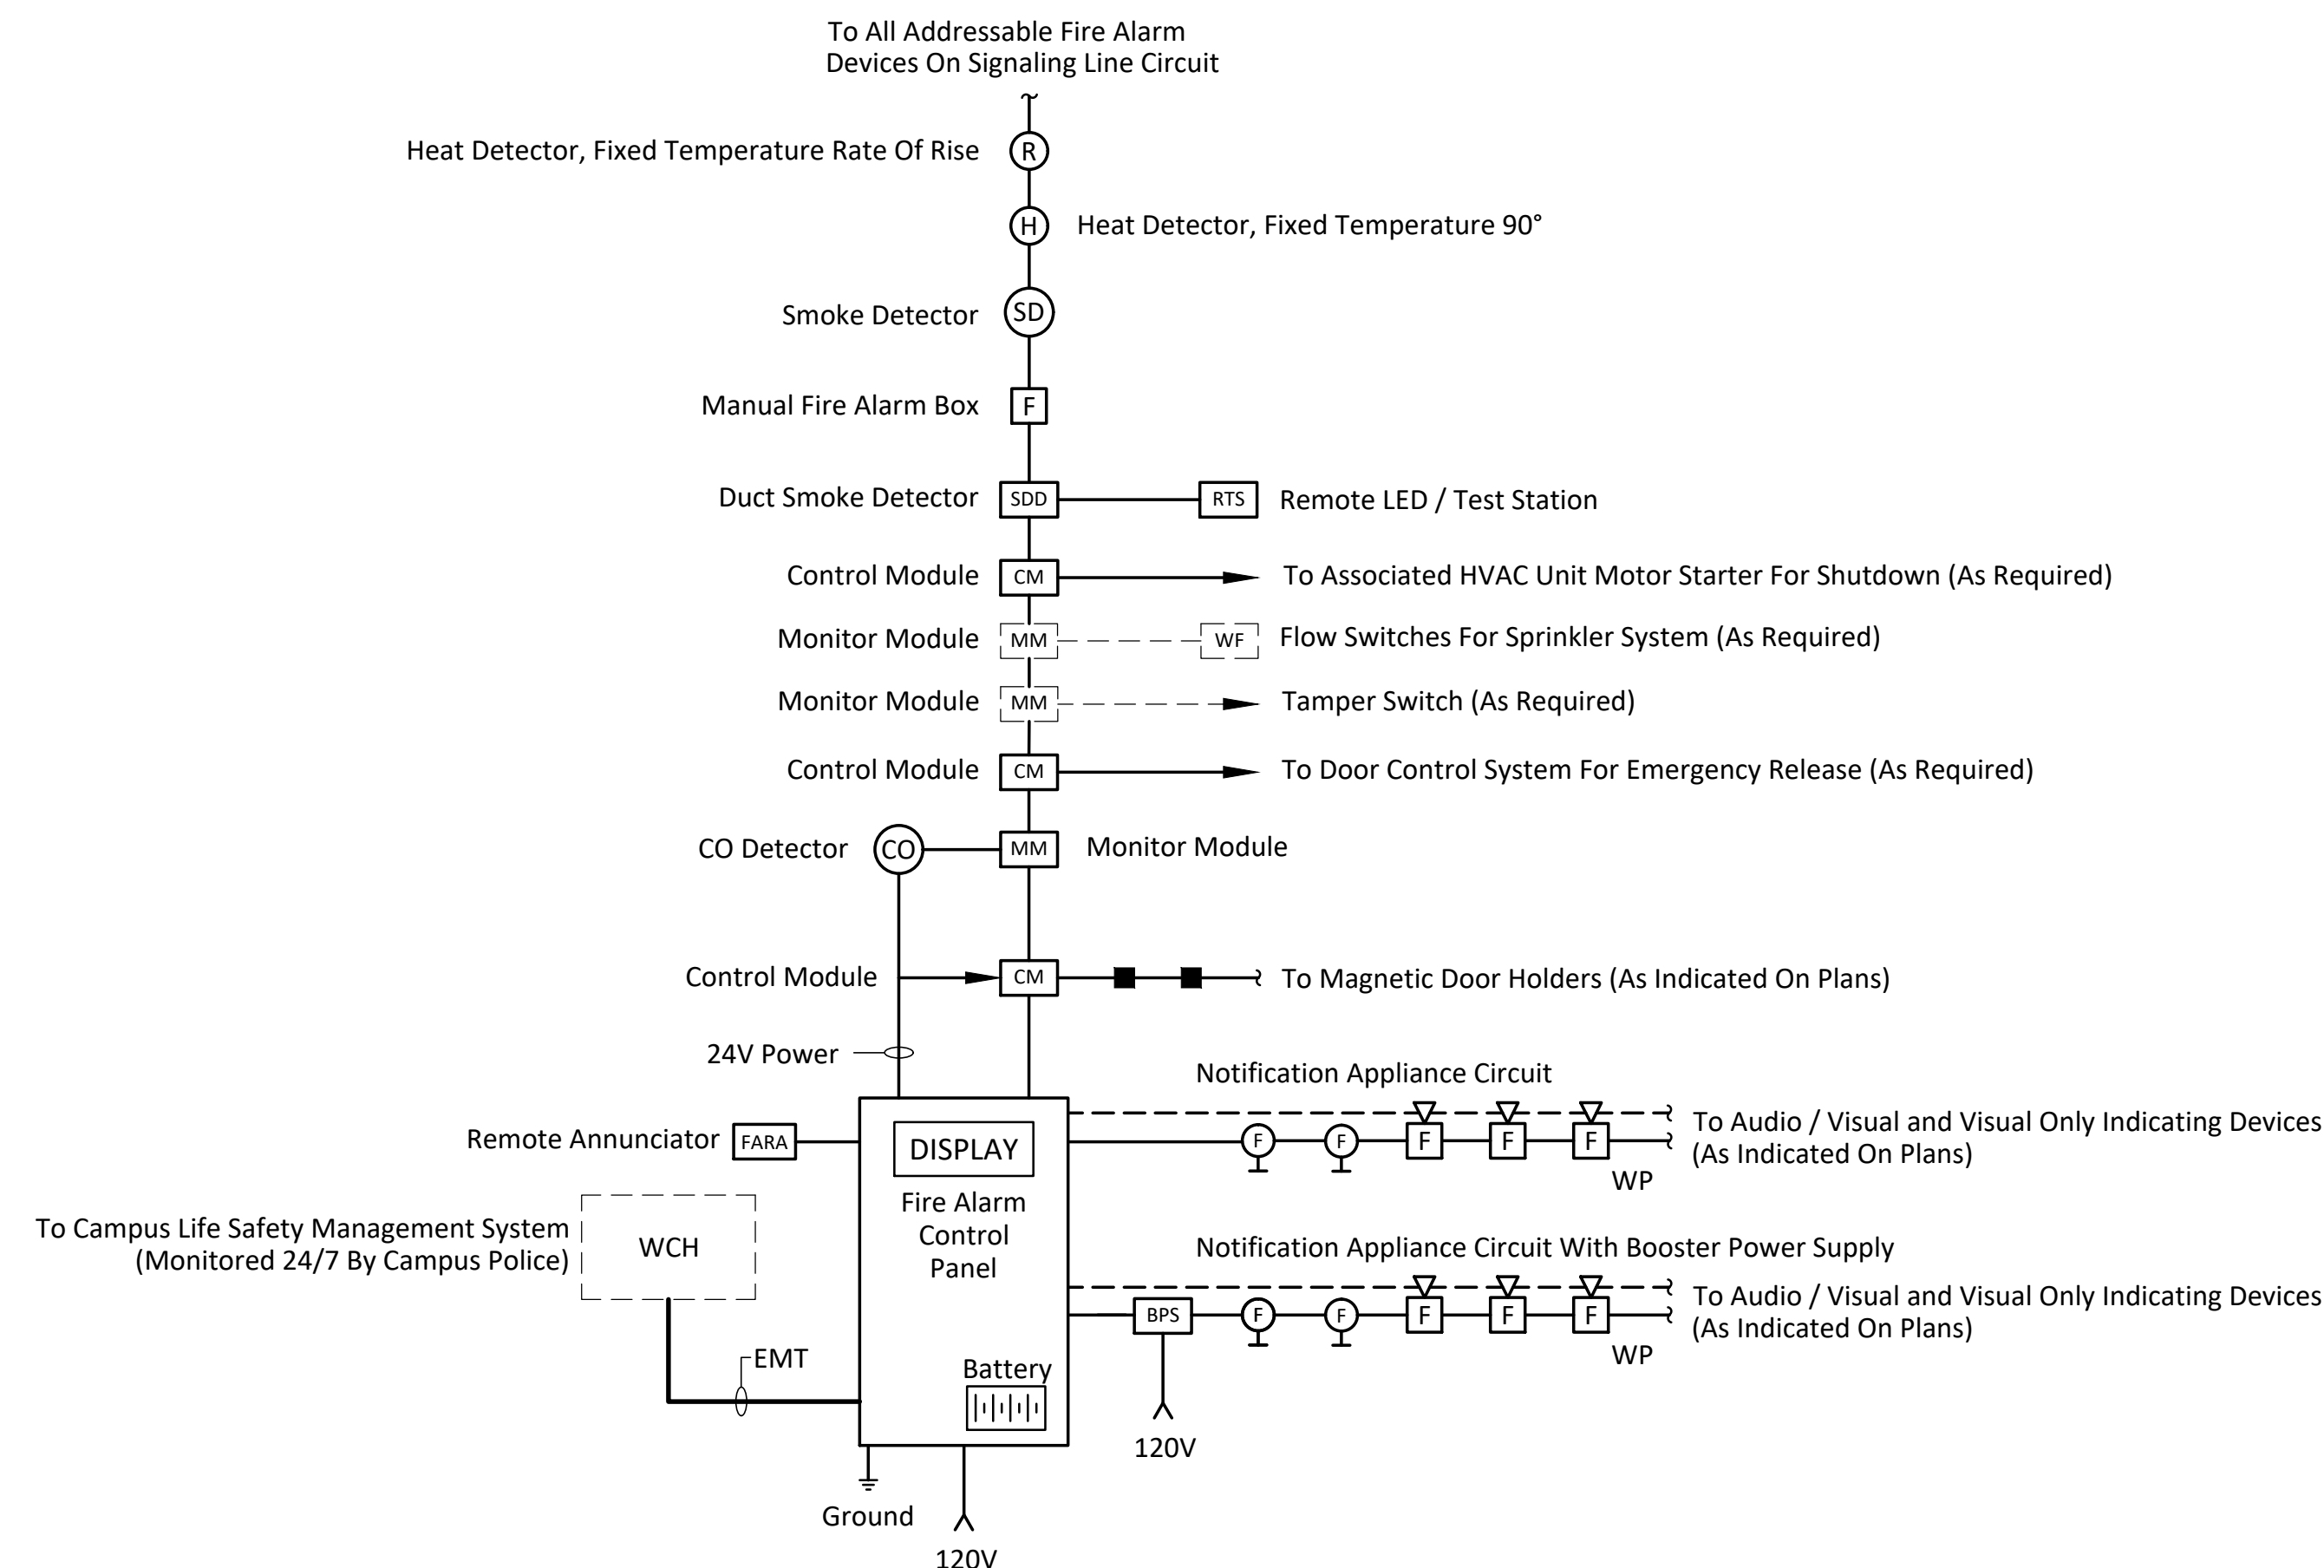 To All Addressable Fire Alarm
Devices On Signaling Line Circuit
Heat Detector, Fixed Temperature Rate Of Rise
R
H
Heat Detector, Fixed Temperature 90°
Smoke Detector
SD
Manual Fire Alarm Box
F
Duct Smoke Detector
SDD
RTS
Remote LED / Test Station
Control Module
CM
To Associated HVAC Unit Motor Starter For Shutdown (As Required)
Monitor Module
MM
WF
Flow Switches For Sprinkler System (As Required)
Monitor Module
MM
Tamper Switch (As Required)
Control Module
CM
To Door Control System For Emergency Release (As Required)
CO Detector
CO
MM
Monitor Module
Control Module
CM
To Magnetic Door Holders (As Indicated On Plans)
24V Power
Notification Appliance Circuit
Remote Annunciator
FARA
DISPLAY
Fire Alarm
Control
Panel
F
F
F
F
F
WP
To Audio / Visual and Visual Only Indicating Devices
(As Indicated On Plans)
To Campus Life Safety Management System
(Monitored 24/7 By Campus Police)
WCH
Notification Appliance Circuit With Booster Power Supply
BPS
F
F
F
F
F
WP
To Audio / Visual and Visual Only Indicating Devices
(As Indicated On Plans)
EMT
Battery
120V
Ground
120V